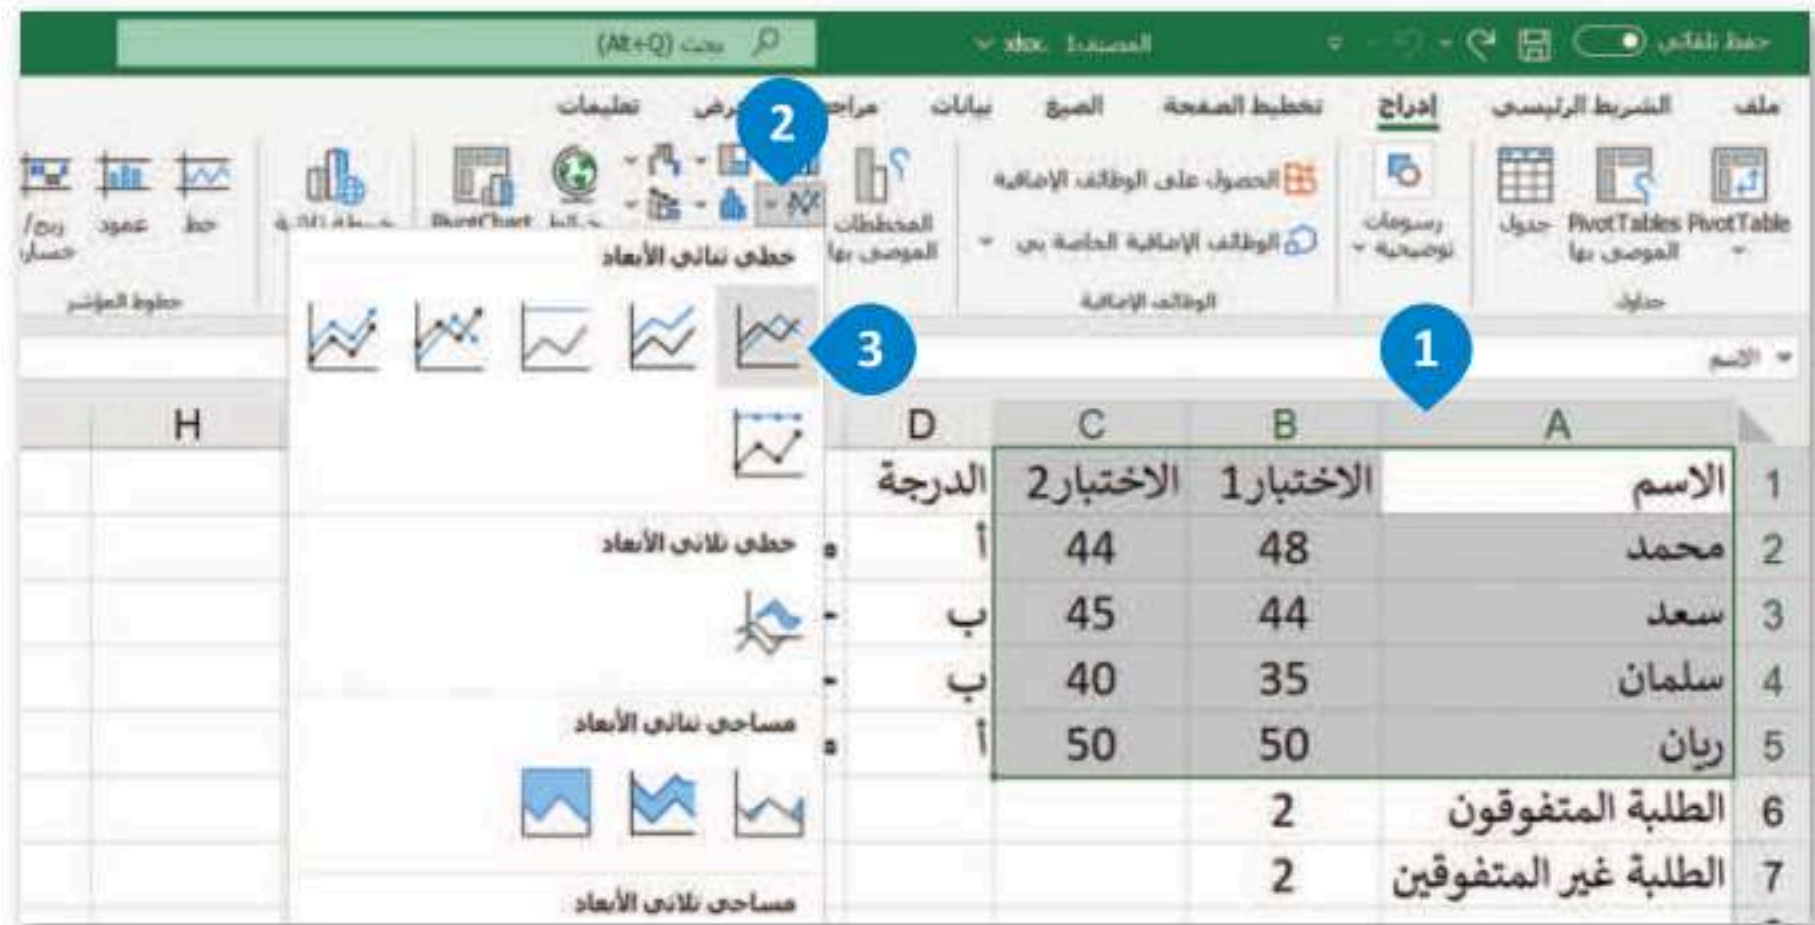 حفظ تلقائي
المصنف1 .xlsx
بحث (Alt+Q)
ملف الشريط الرئيسي إدراج تخطيط الصفحة الصيغ بيانات تعليمات
2
PivotTable PivotTables الموصى بها جدول
جداول
رسومات توضيحية
الحصول على الوظائف الإضافية
الوظائف الإضافية الخاصة بي
الوظائف الإضافية
المخططات الموصى بها
PivotChart
خط عمود ربح/خسارة
خطوط المؤشر
خطي ثنائي الأبعاد
3
1
الاسم
خطي ثلاثي الأبعاد
مساحي ثنائي الأبعاد
مساحي ثلاثي الأبعاد
A B C D H
1 الاسم الاختبار1 الاختبار2 الدرجة
2 محمد 48 44 أ
3 سعد 44 45 ب
4 سلمان 35 40 ب
5 ريان 50 50 أ
6 الطلبة المتفوقون 2
7 الطلبة غير المتفوقين 2